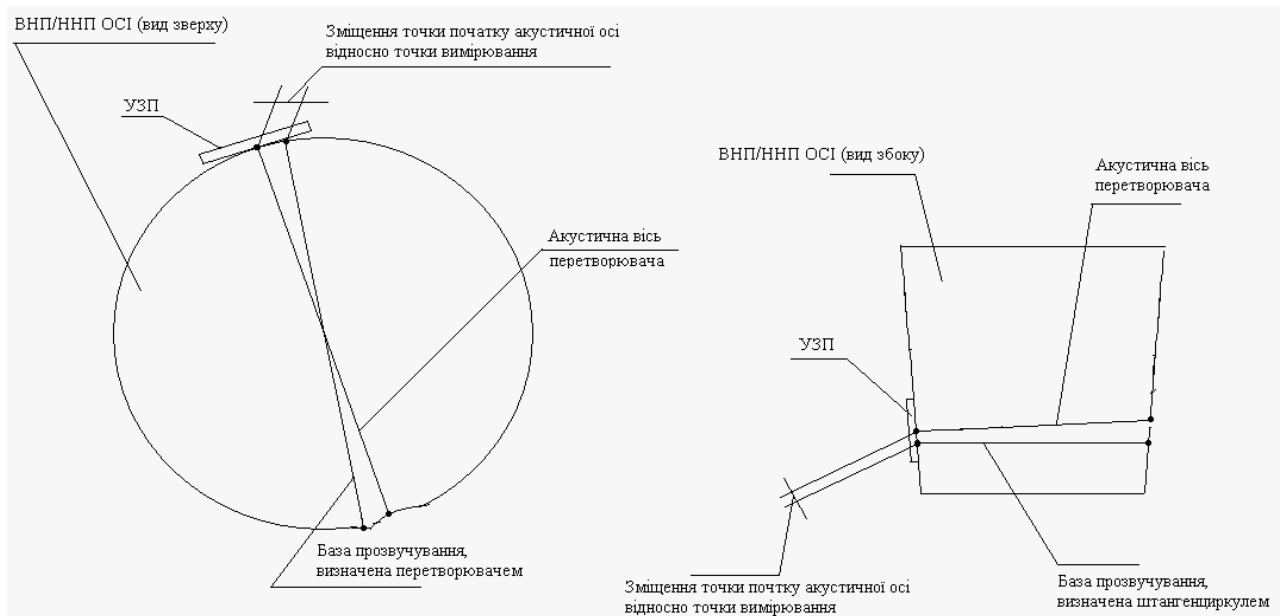 ВНП/ННП ОСІ (вид зверху)
Зміщення точки початку акустичної осі
відносно точки вимірювання
УЗП
Акустична вісь
перетворювача
База прозвучування,
визначена перетворювачем
ВНП/ННП ОСІ (вид збоку)
Акустична вісь
перетворювача
УЗП
Зміщення точки почтку акустичної осі
відносно точки вимірювання
База прозвучування,
визначена штангенциркулем